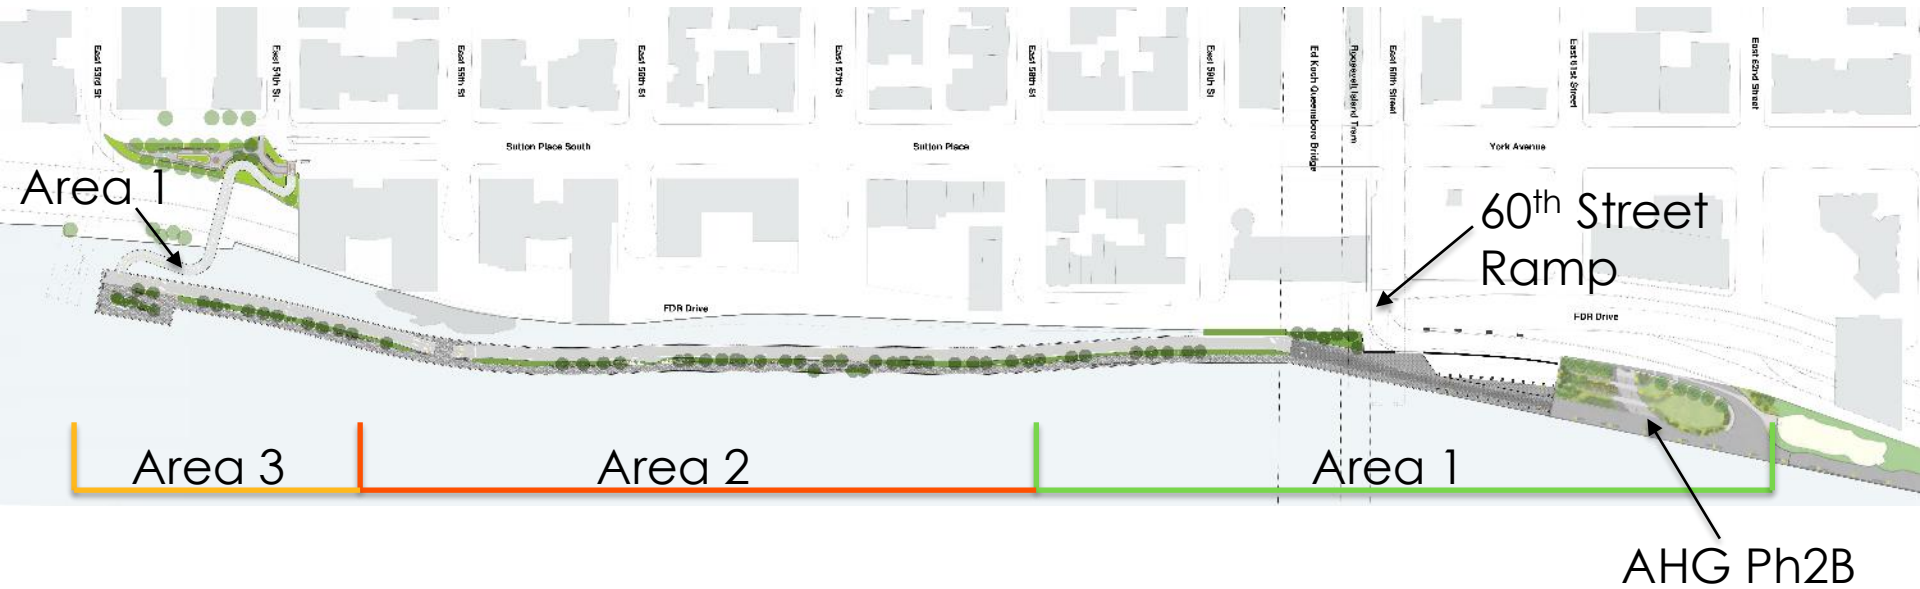 East 53rd St
East 54th St.
East 55th St
East 56th St
East 57th St
East 58th St
East 59th St
Ed Koch Queensboro Bridge
Roosevelt Island Tram
East 60th Street
East 61st Street
East 62nd Street
Sutton Place South
Sutton Place
York Avenue
Area 1
60th Street
Ramp
FDR Drive
FDR Drive
Area 3
Area 2
Area 1
AHG Ph2B